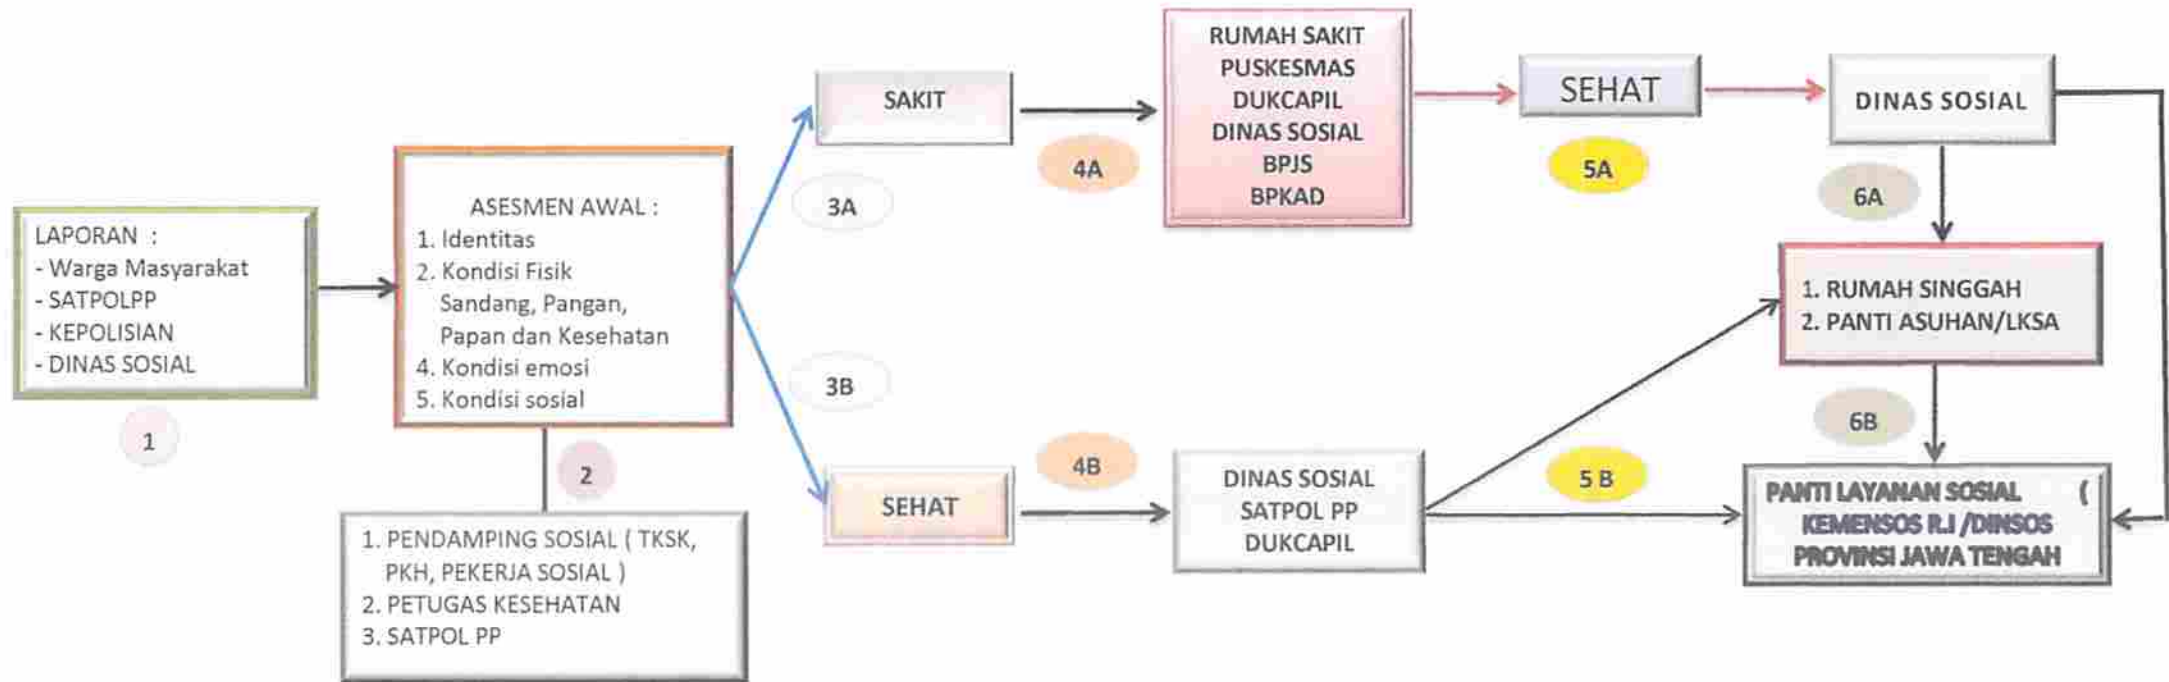 LAPORAN :
- Warga Masyarakat
- SATPOLPP
- KEPOLISIAN
- DINAS SOSIAL
1
ASESMEN AWAL :
1. Identitas
2. Kondisi Fisik
Sandang, Pangan,
Papan dan Kesehatan
4. Kondisi emosi
5. Kondisi sosial
2
1. PENDAMPING SOSIAL ( TKSK,
PKH, PEKERJA SOSIAL )
2. PETUGAS KESEHATAN
3. SATPOL PP
3A
SAKIT
4A
RUMAH SAKIT
PUSKESMAS
DUKCAPIL
DINAS SOSIAL
BPJS
BPKAD
5A
SEHAT
DINAS SOSIAL
6A
1. RUMAH SINGGAH
2. PANTI ASUHAN/LKSA
6B
3B
SEHAT
4B
DINAS SOSIAL
SATPOL PP
DUKCAPIL
5 B
PANTI LAYANAN SOSIAL (
KEMENSOS R.I /DINSOS
PROVINSI JAWA TENGAH